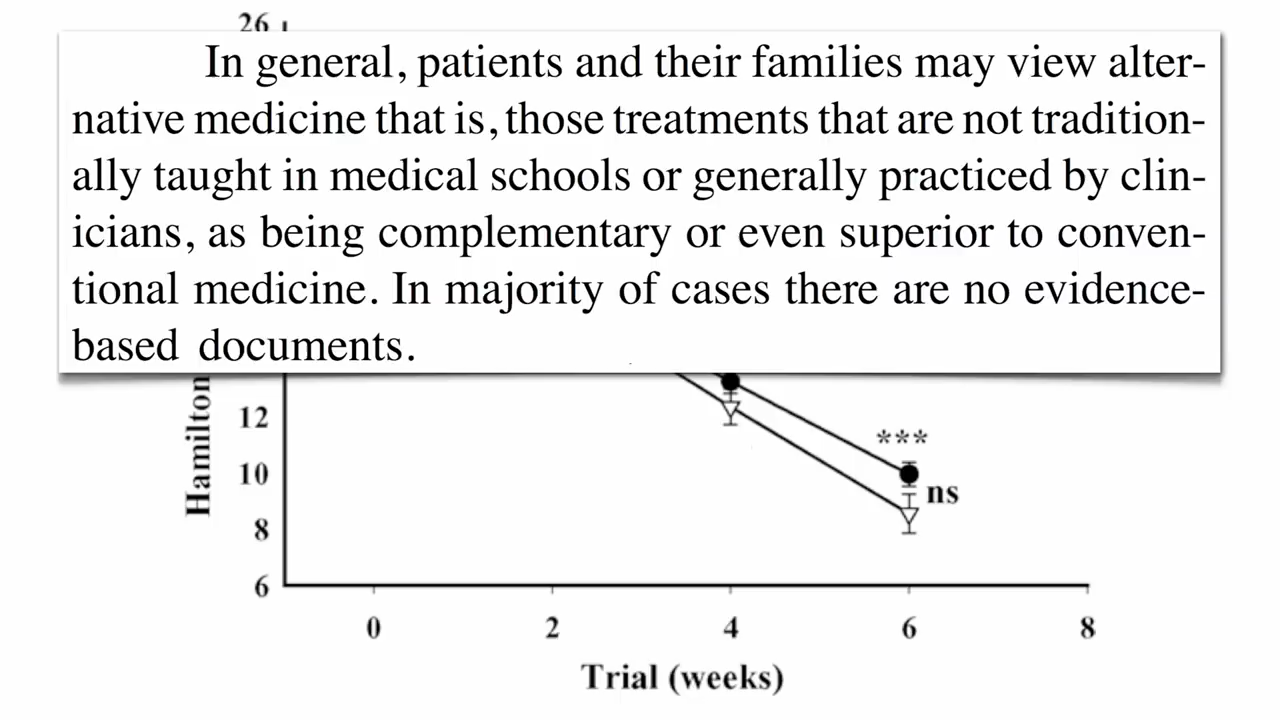 26
In general, patients and their families may view alter-
native medicine that is, those treatments that are not tradition-
ally taught in medical schools or generally practiced by clin-
icians, as being complementary or even superior to conven-
tional medicine. In majority of cases there are no evidence-
based documents.
Hamilton
12
10
8
6
***
ns
0 2 4 6 8
Trial (weeks)